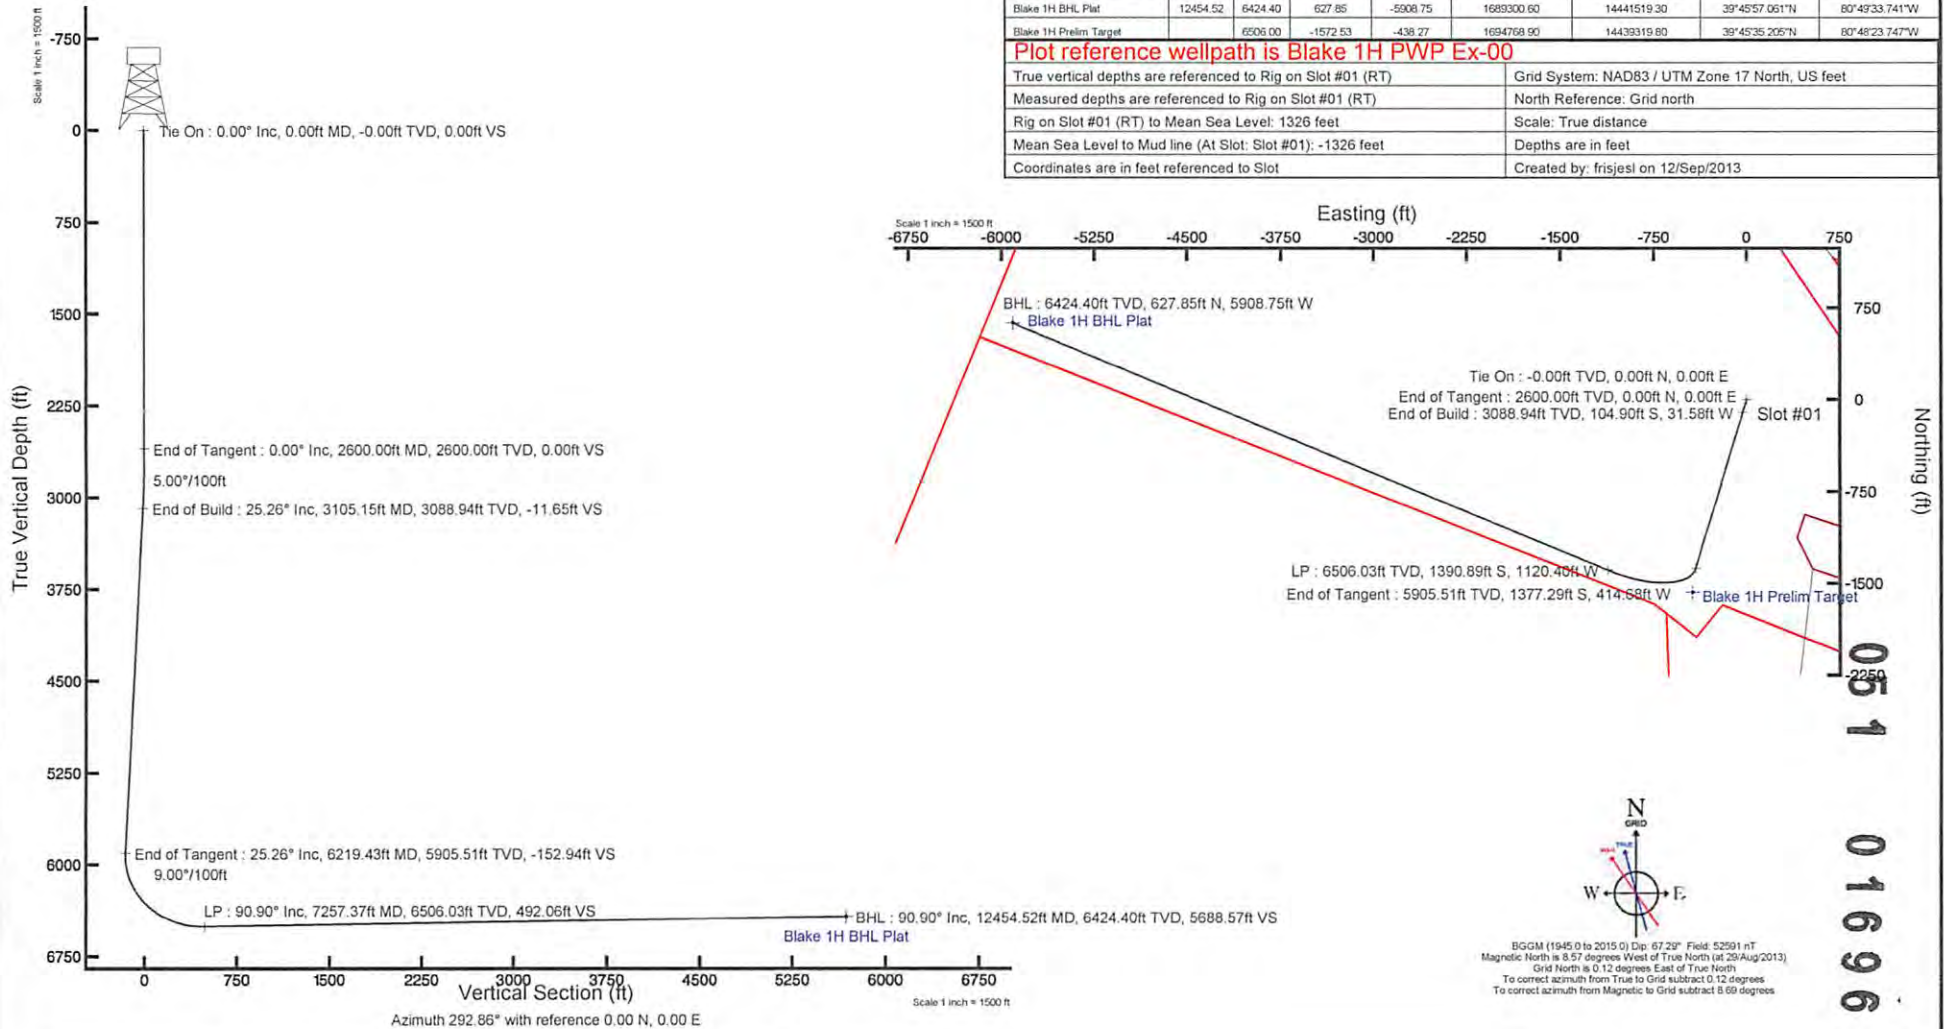 Blake 1H BHL Plat 12454.52 6424.40 627.85 -5908.75 1689300.60 14441519.30 39°45'57.061"N 80°49'33.741"W
Blake 1H Prelim Target 6506.00 -1572.53 -438.27 1694768.90 14439319.80 39°45'35.205"N 80°48'23.747"W
Plot reference wellpath is Blake 1H PWP Ex-00
True vertical depths are referenced to Rig on Slot #01 (RT) Grid System: NAD83 / UTM Zone 17 North, US feet
Measured depths are referenced to Rig on Slot #01 (RT) North Reference: Grid north
Rig on Slot #01 (RT) to Mean Sea Level: 1326 feet Scale: True distance
Mean Sea Level to Mud line (At Slot: Slot #01): -1326 feet Depths are in feet
Coordinates are in feet referenced to Slot Created by: frisjesl on 12/Sep/2013
Scale 1 inch = 1500 ft
True Vertical Depth (ft)
-750
0
750
1500
2250
3000
3750
4500
5250
6000
6750
Tie On : 0.00° Inc, 0.00ft MD, -0.00ft TVD, 0.00ft VS
End of Tangent : 0.00° Inc, 2600.00ft MD, 2600.00ft TVD, 0.00ft VS
5.00°/100ft
End of Build : 25.26° Inc, 3105.15ft MD, 3088.94ft TVD, -11.65ft VS
End of Tangent : 25.26° Inc, 6219.43ft MD, 5905.51ft TVD, -152.94ft VS
9.00°/100ft
LP : 90.90° Inc, 7257.37ft MD, 6506.03ft TVD, 492.06ft VS
BHL : 90.90° Inc, 12454.52ft MD, 6424.40ft TVD, 5688.57ft VS
Blake 1H BHL Plat
0 750 1500 2250 3000 3750 4500 5250 6000 6750
Vertical Section (ft)
Scale 1 inch = 1500 ft
Azimuth 292.86° with reference 0.00 N, 0.00 E
Easting (ft)
Scale 1 inch = 1500 ft
-6750 -6000 -5250 -4500 -3750 -3000 -2250 -1500 -750 0 750
BHL : 6424.40ft TVD, 627.85ft N, 5908.75ft W
Blake 1H BHL Plat
Tie On : -0.00ft TVD, 0.00ft N, 0.00ft E
End of Tangent : 2600.00ft TVD, 0.00ft N, 0.00ft E
End of Build : 3088.94ft TVD, 104.90ft S, 31.58ft W
Slot #01
LP : 6506.03ft TVD, 1390.89ft S, 1120.40ft W
End of Tangent : 5905.51ft TVD, 1377.29ft S, 414.68ft W
Blake 1H Prelim Target
750
0
-750
-1500
-2250
Northing (ft)
051 01696
N
GRID
TRUE
W E
BGGM (1945.0 to 2015.0) Dip: 67.29° Field: 52591 nT
Magnetic North is 8.57 degrees West of True North (at 29/Aug/2013)
Grid North is 0.12 degrees East of True North
To correct azimuth from True to Grid subtract 0.12 degrees
To correct azimuth from Magnetic to Grid subtract 8.69 degrees